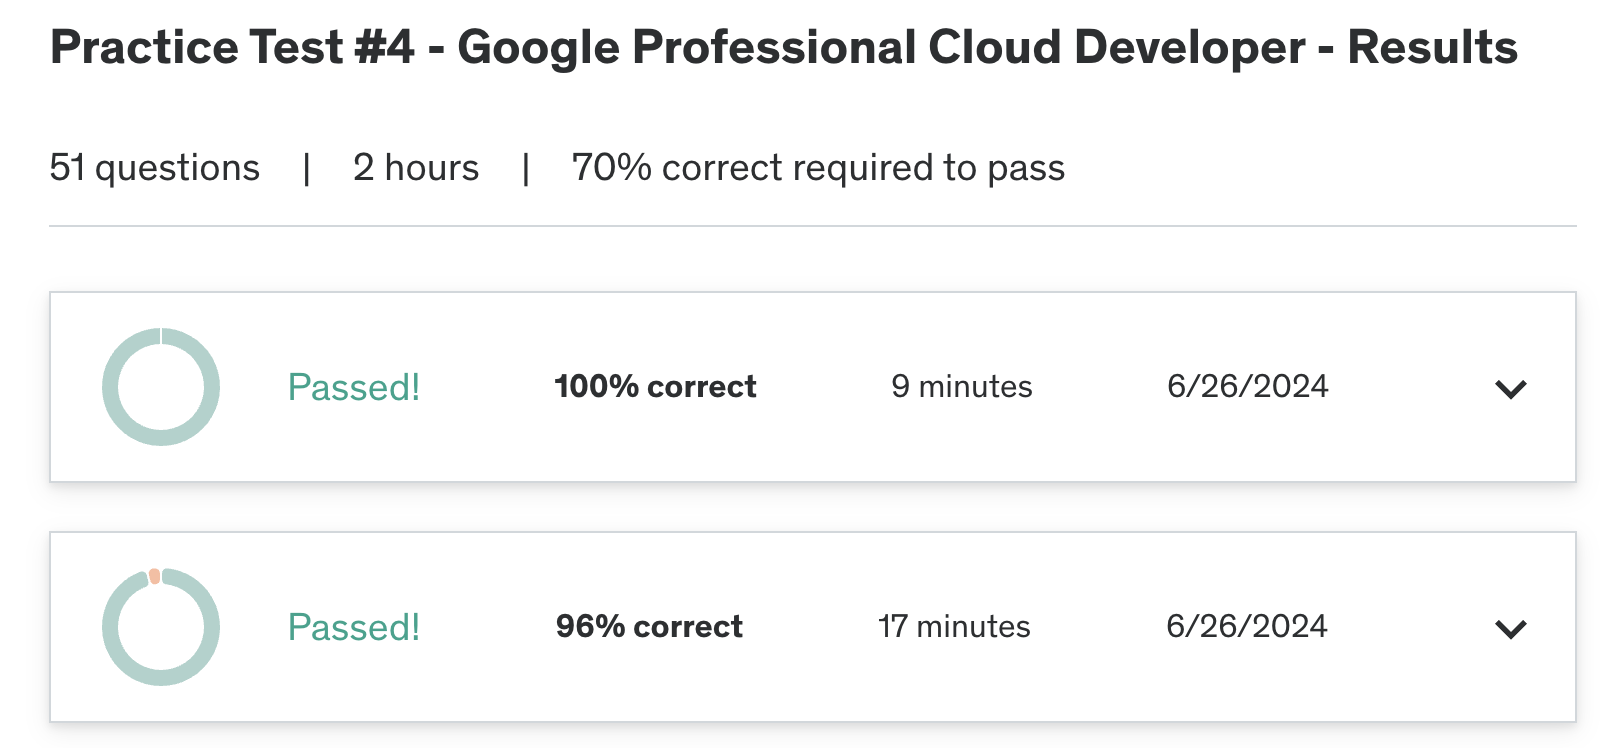 Practice Test #4 - Google Professional Cloud Developer - Results
51 questions | 2 hours | 70% correct required to pass
Passed! 100% correct 9 minutes 6/26/2024
Passed! 96% correct 17 minutes 6/26/2024